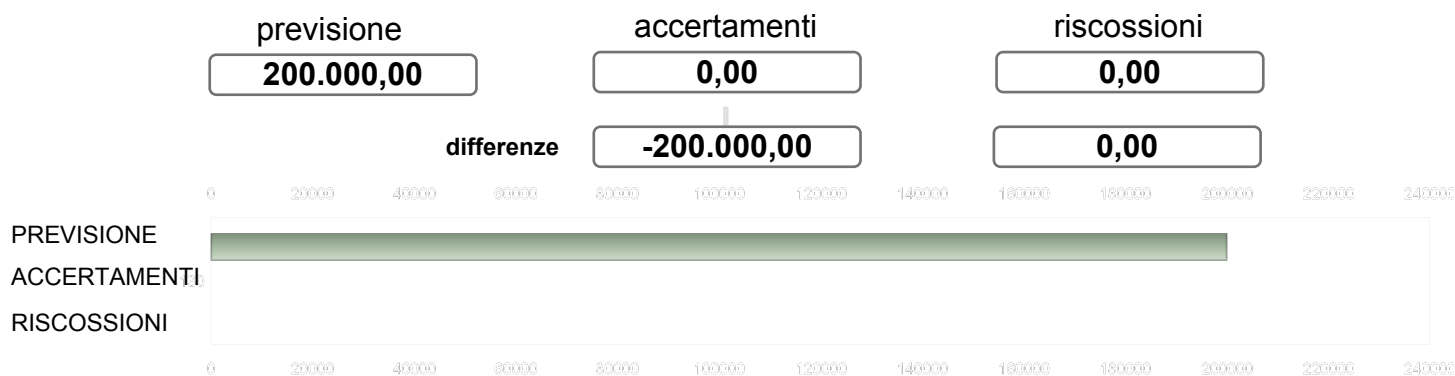 previsione accertamenti riscossioni
200.000,00 0,00 0,00
differenze -200.000,00 0,00
0 20000 40000 60000 80000 100000 120000 140000 160000 180000 200000 220000 240000
PREVISIONE
ACCERTAMENTI
RISCOSSIONI
0 20000 40000 60000 80000 100000 120000 140000 160000 180000 200000 220000 240000